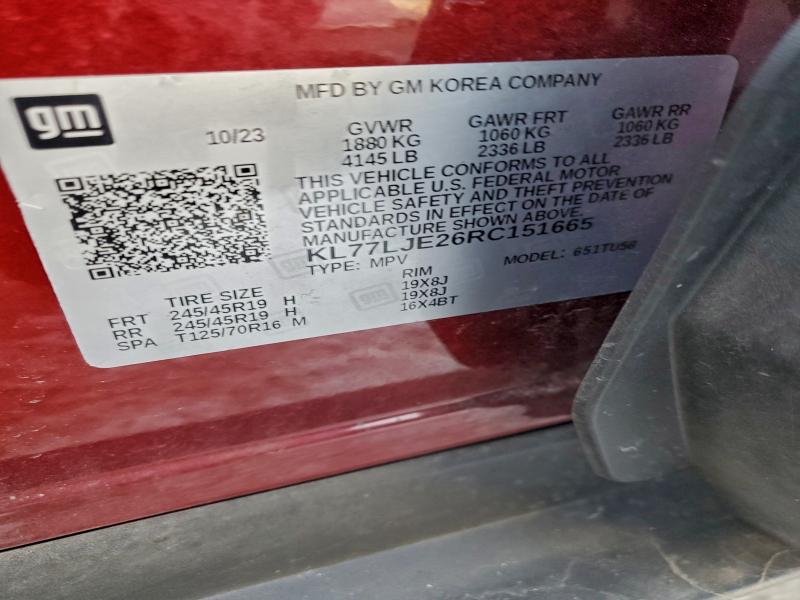 gm
MFD BY GM KOREA COMPANY
10/23
GVWR
1880 KG
4145 LB
GAWR FRT
1060 KG
2336 LB
GAWR RR
1060 KG
2336 LB
THIS VEHICLE CONFORMS TO ALL
APPLICABLE U.S. FEDERAL MOTOR
VEHICLE SAFETY AND THEFT PREVENTION
STANDARDS IN EFFECT ON THE DATE OF
MANUFACTURE SHOWN ABOVE.
KL77LJE26RC151665
TYPE: MPV MODEL: 651TU56
TIRE SIZE RIM
FRT 245/45R19 H 19X8J
RR 245/45R19 H 19X8J
SPA T125/70R16 M 16X4BT
gm